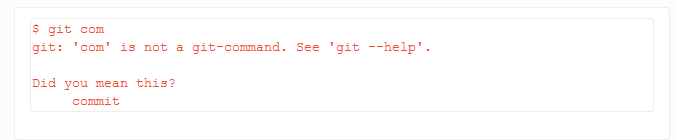 $ git com
git: 'com' is not a git-command. See 'git --help'.
Did you mean this?
commit